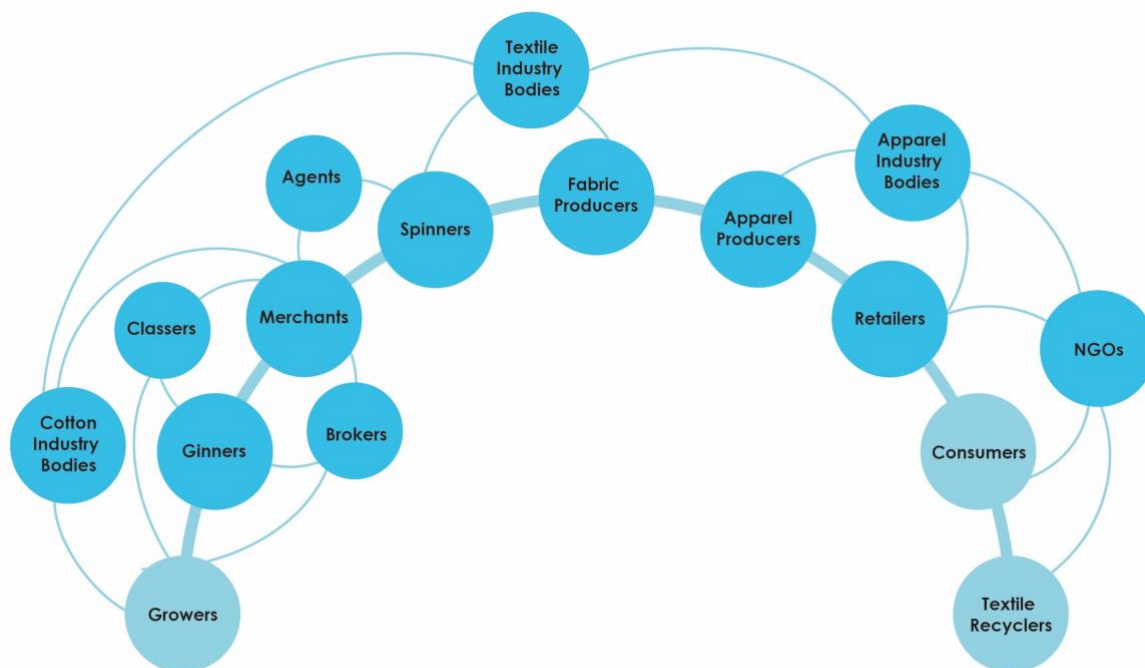 Textile
Industry
Bodies
Agents
Spinners
Fabric
Producers
Apparel
Producers
Apparel
Industry
Bodies
Classers
Merchants
Retailers
NGOs
Cotton
Industry
Bodies
Ginners
Brokers
Consumers
Growers
Textile
Recyclers